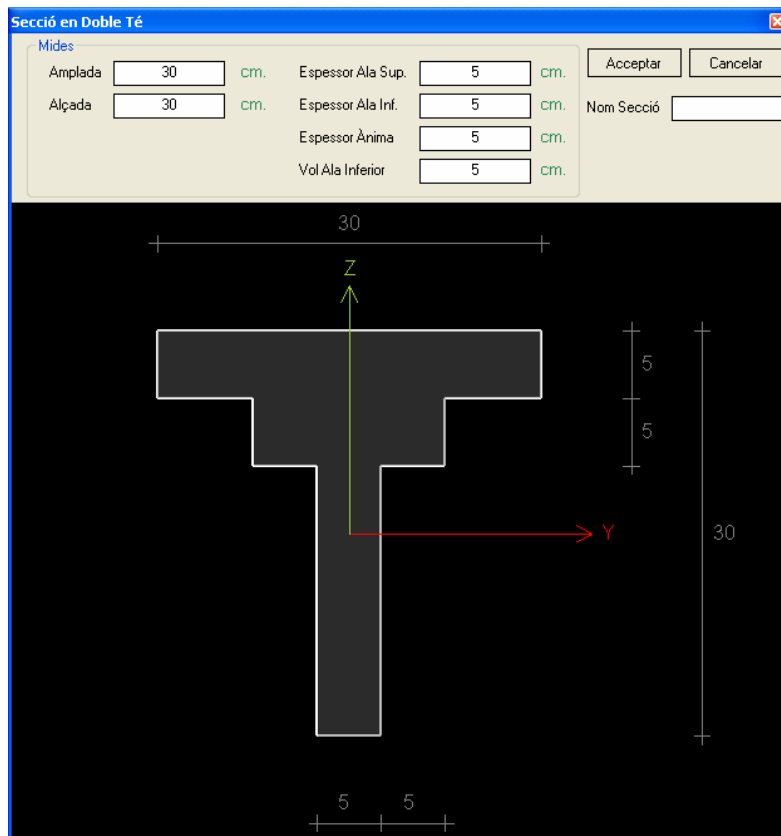 Secció en Doble Té
Mides
Amplada 30 cm. Espessor Ala Sup. 5 cm. Acceptar Cancelar
Alçada 30 cm. Espessor Ala Inf. 5 cm. Nom Secció
Espessor Ànima 5 cm.
Vol Ala Inferior 5 cm.
30
Z
5
5
Y 30
5 5